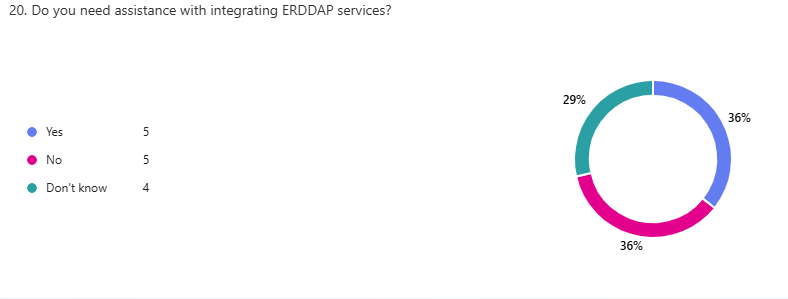 20. Do you need assistance with integrating ERDDAP services?
Yes 5
No 5
Don't know 4
29%
36%
36%